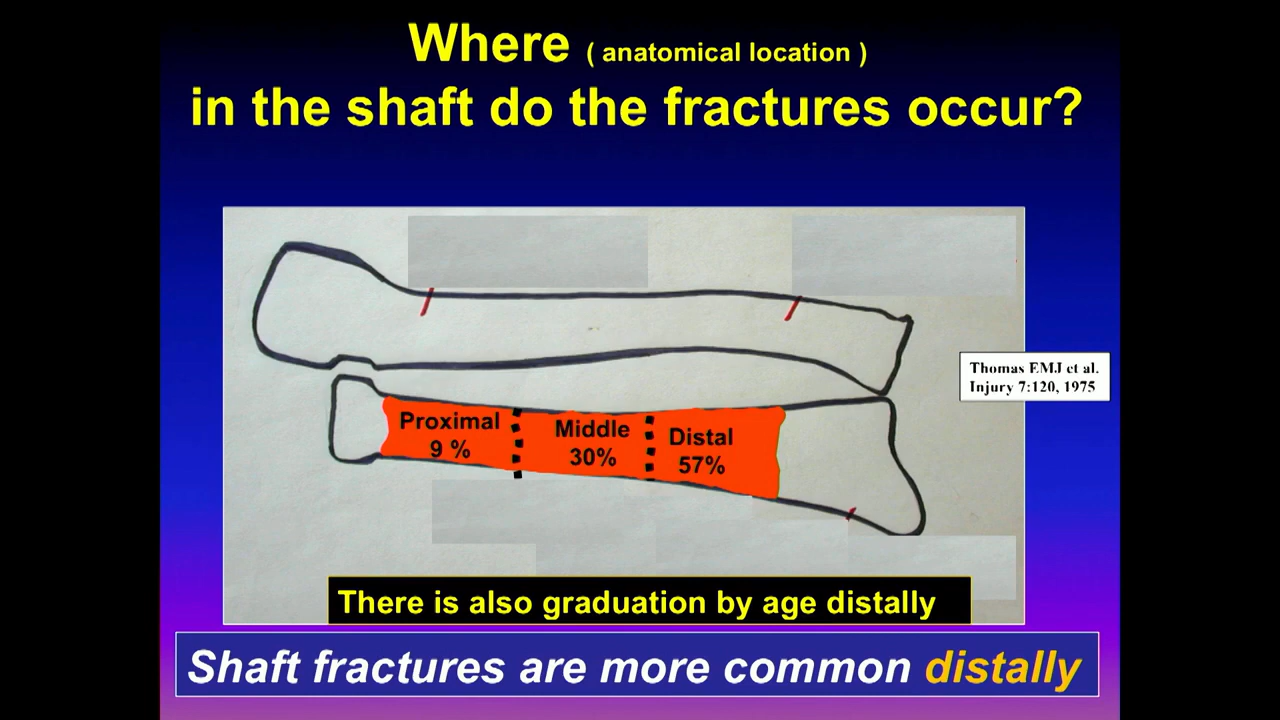 Where ( anatomical location )
in the shaft do the fractures occur?
Thomas EMJ et al.
Injury 7:120, 1975
Proximal
9 %
Middle
30%
Distal
57%
There is also graduation by age distally
Shaft fractures are more common distally